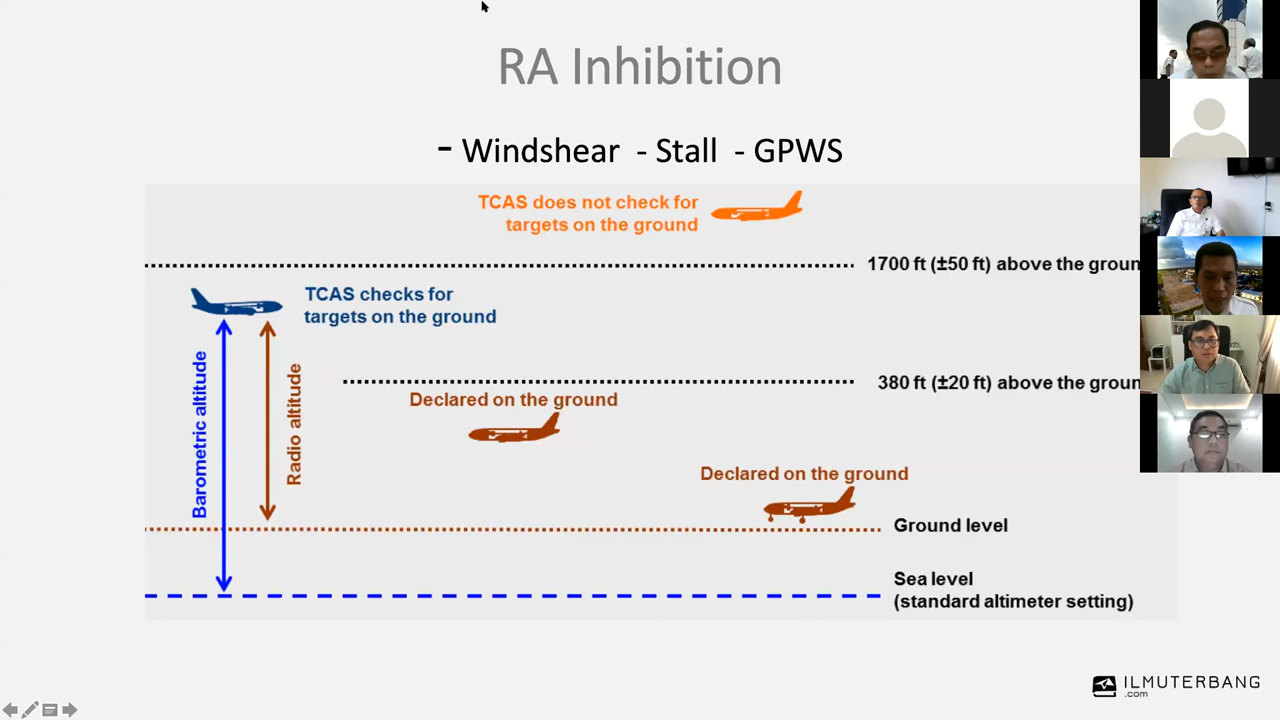 RA Inhibition
- Windshear - Stall - GPWS
TCAS does not check for
targets on the ground
1700 ft (±50 ft) above the groun
TCAS checks for
targets on the ground
Barometric altitude
Radio altitude
380 ft (±20 ft) above the groun
Declared on the ground
Declared on the ground
Ground level
Sea level
(standard altimeter setting)
ILMUTERBANG
.com